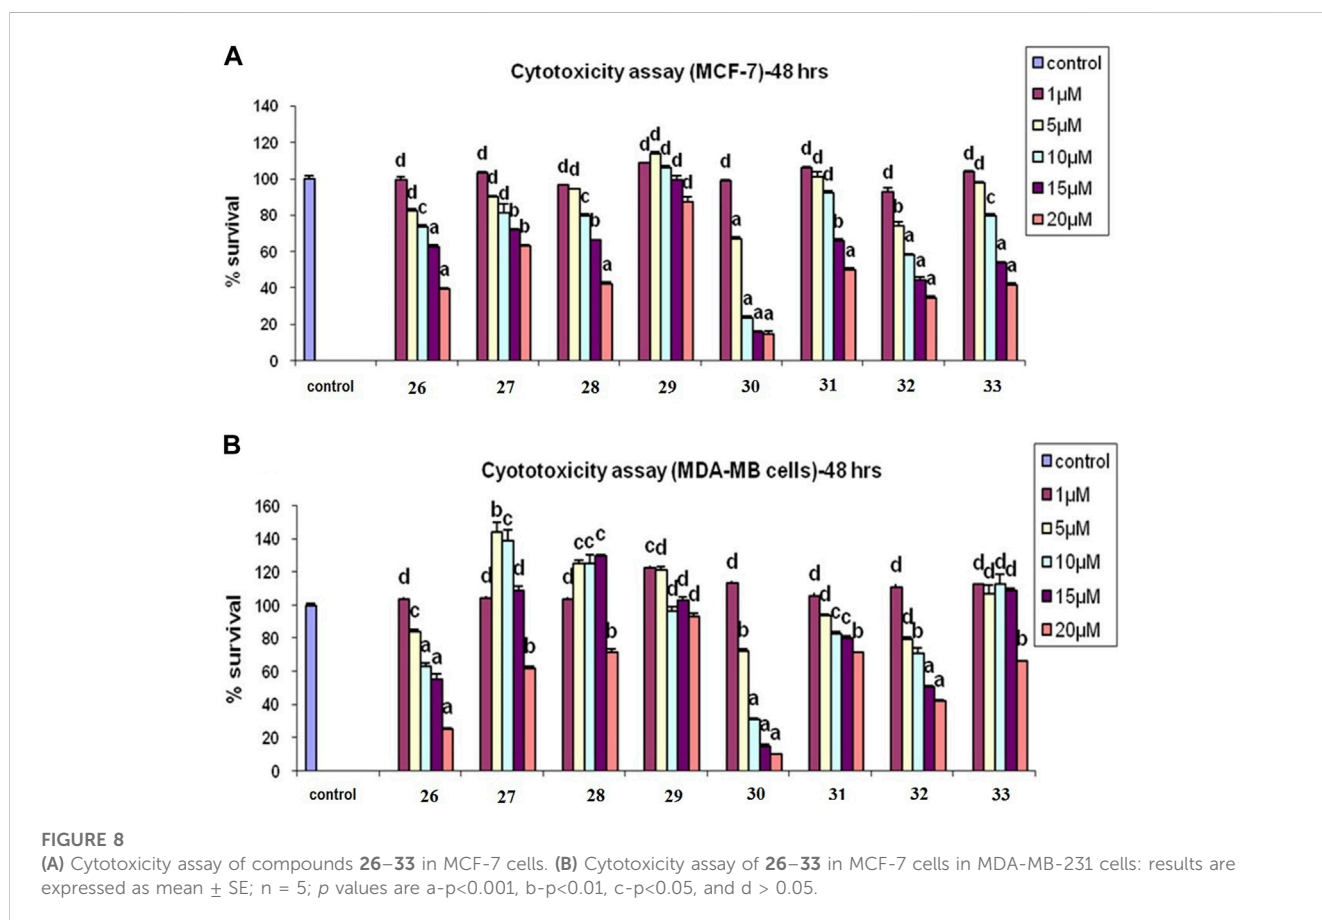 A
Cytotoxicity assay (MCF-7)-48 hrs
control
1µM
5µM
10µM
15µM
20µM
% survival
140
120
100
80
60
40
20
0
d d c a a
d d d b b
d d c b a
d d d d d
d a a a a
d d d b a
d b a a a
d d c a a
control 26 27 28 29 30 31 32 33
B
Cyototoxicity assay (MDA-MB cells)-48 hrs
control
1µM
5µM
10µM
15µM
20µM
% survival
160
140
120
100
80
60
40
20
0
d c a a a
d b c d b
d c c c b
c d d d d
d b a a a
d d c c b
d d b a a
d d d d b
control 26 27 28 29 30 31 32 33
FIGURE 8
(A) Cytotoxicity assay of compounds 26–33 in MCF-7 cells. (B) Cytotoxicity assay of 26–33 in MCF-7 cells in MDA-MB-231 cells: results are
expressed as mean ± SE; n = 5; p values are a-p<0.001, b-p<0.01, c-p<0.05, and d > 0.05.